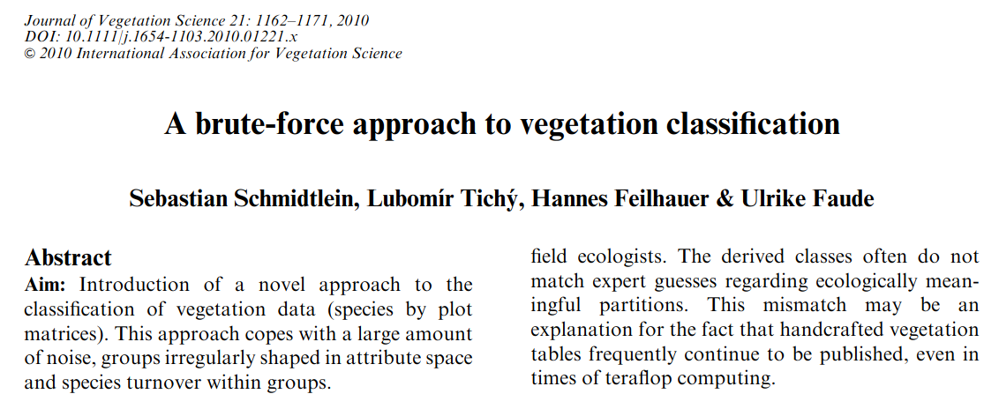 Journal of Vegetation Science 21: 1162–1171, 2010
DOI: 10.1111/j.1654-1103.2010.01221.x
© 2010 International Association for Vegetation Science
A brute-force approach to vegetation classification
Sebastian Schmidtlein, Lubomír Tichý, Hannes Feilhauer & Ulrike Faude
Abstract
Aim: Introduction of a novel approach to the
classification of vegetation data (species by plot
matrices). This approach copes with a large amount
of noise, groups irregularly shaped in attribute space
and species turnover within groups.
field ecologists. The derived classes often do not
match expert guesses regarding ecologically mean-
ingful partitions. This mismatch may be an
explanation for the fact that handcrafted vegetation
tables frequently continue to be published, even in
times of teraflop computing.